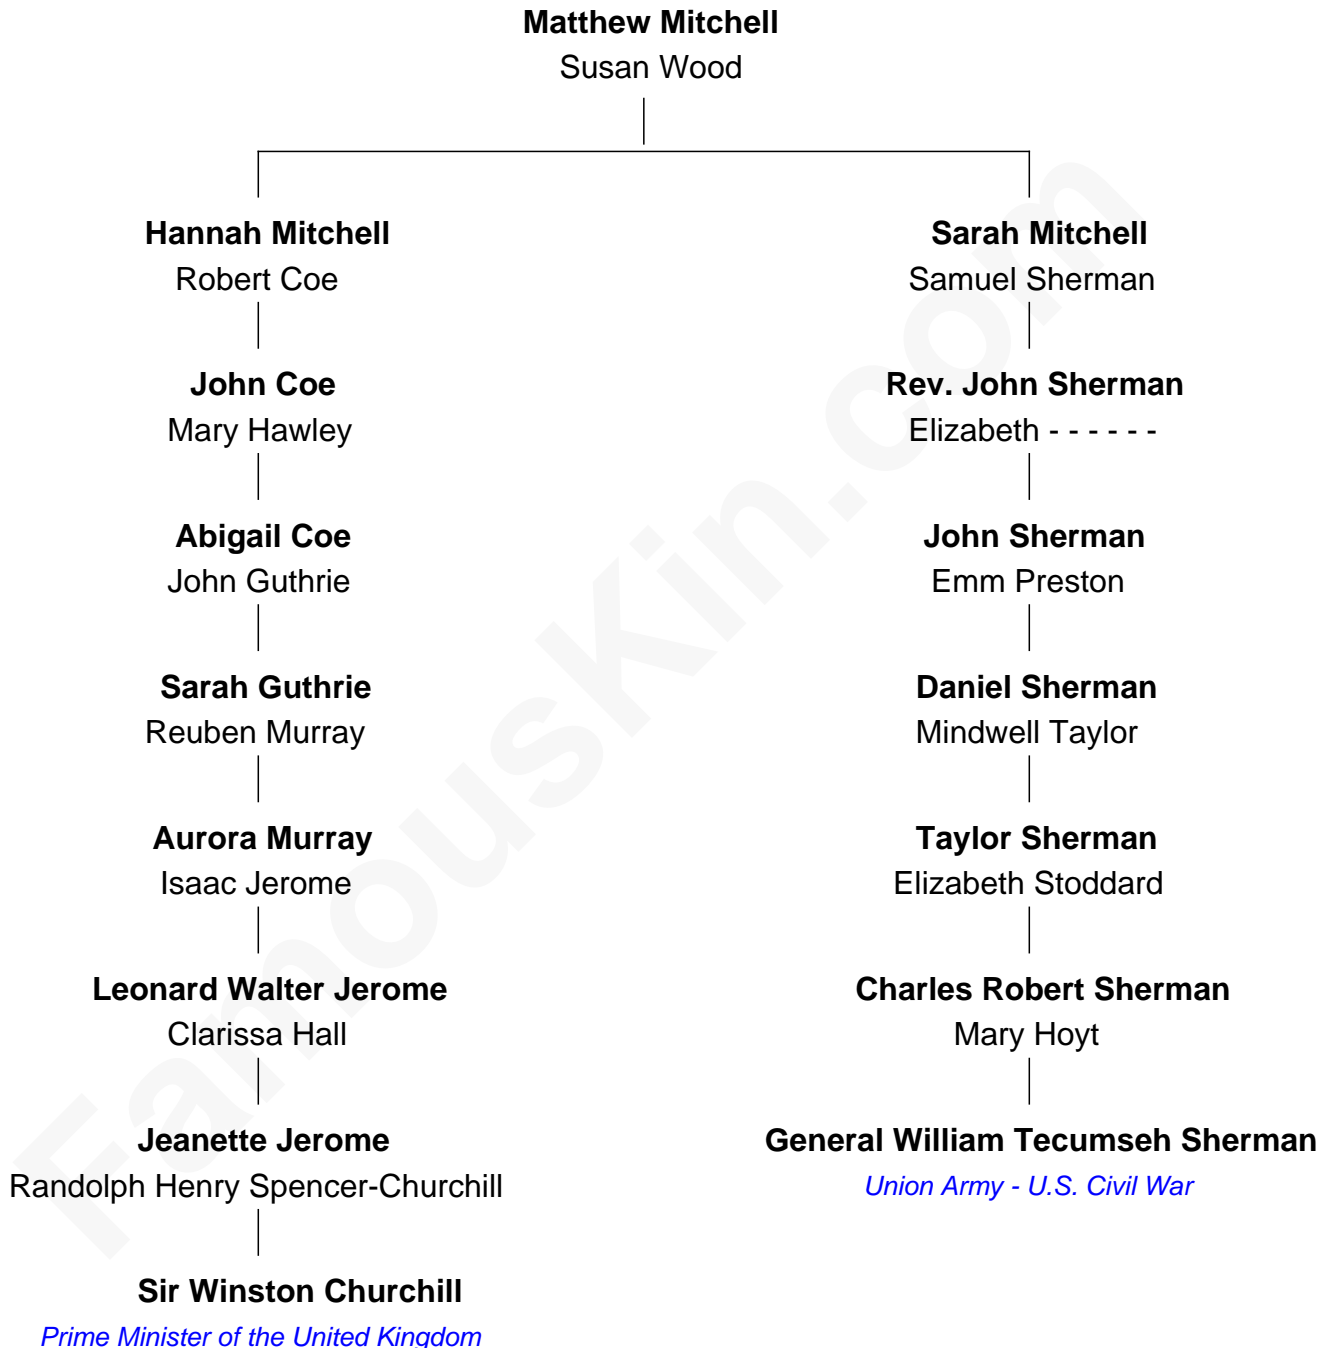 Matthew Mitchell
Susan Wood
Hannah Mitchell
Robert Coe
Sarah Mitchell
Samuel Sherman
John Coe
Mary Hawley
Rev. John Sherman
Elizabeth - - - - - -
Abigail Coe
John Guthrie
John Sherman
Emm Preston
Sarah Guthrie
Reuben Murray
Daniel Sherman
Mindwell Taylor
Aurora Murray
Isaac Jerome
Taylor Sherman
Elizabeth Stoddard
Leonard Walter Jerome
Clarissa Hall
Charles Robert Sherman
Mary Hoyt
Jeanette Jerome
Randolph Henry Spencer-Churchill
General William Tecumseh Sherman
Union Army - U.S. Civil War
Sir Winston Churchill
Prime Minister of the United Kingdom
FamousKin.com